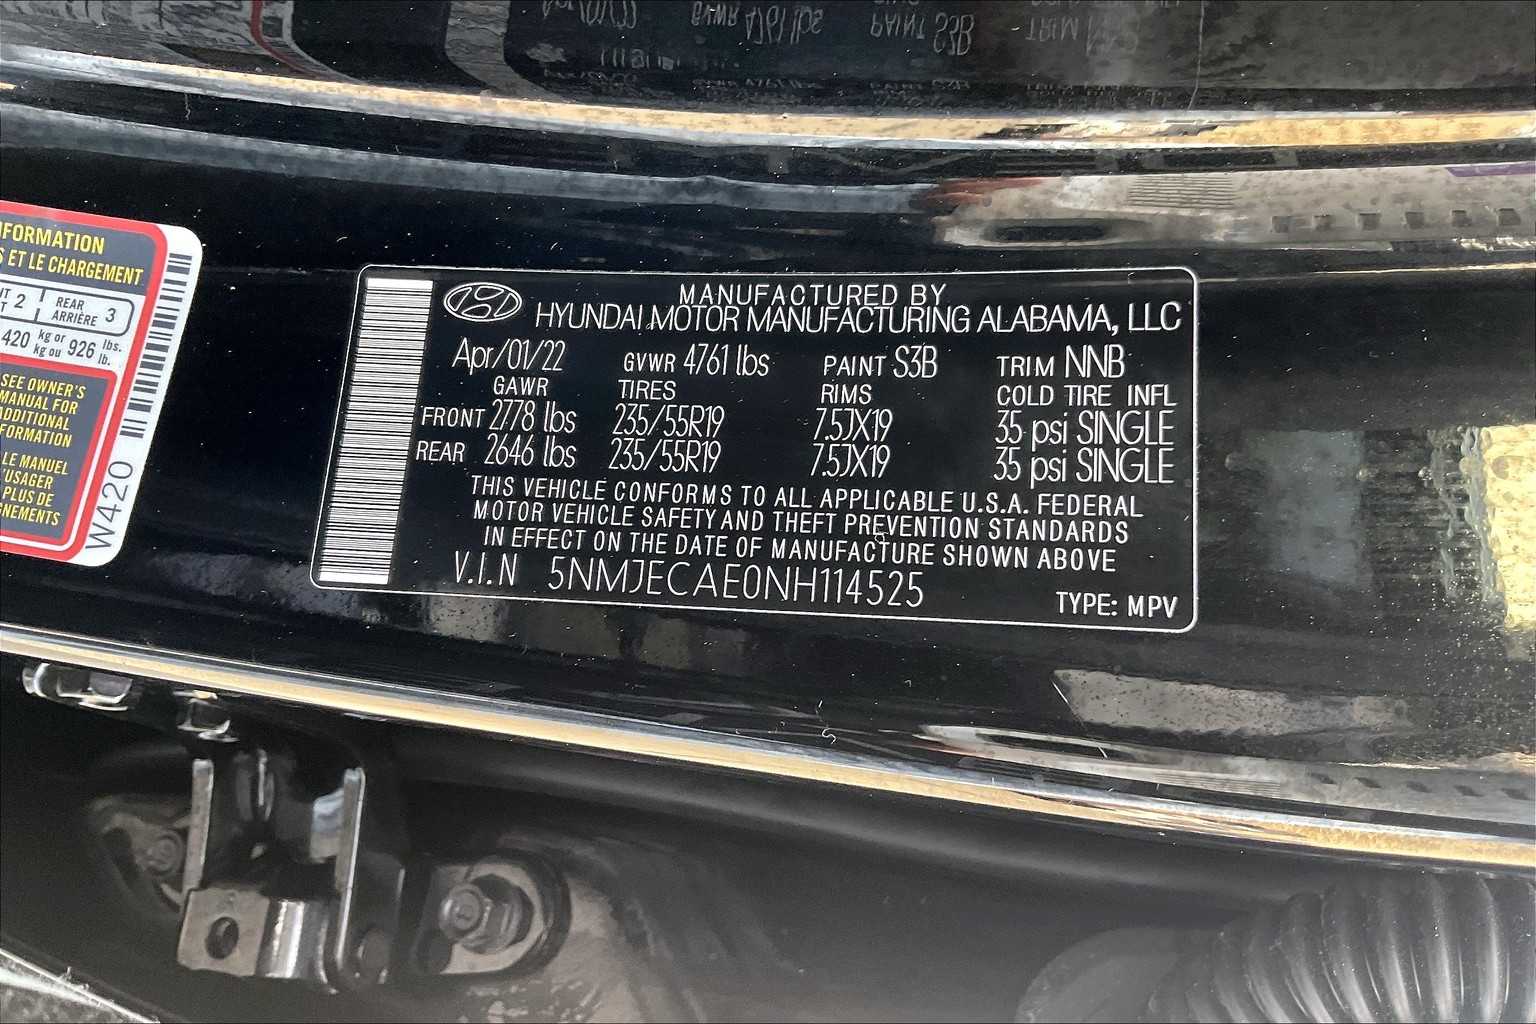 FORMATION
ET LE CHARGEMENT
2
REAR
ARRIÈRE 3
420 kg or
kg ou 926 lbs.
lb.
SEE OWNER'S
MANUAL FOR
ADDITIONAL
FORMATION
LE MANUEL
'USAGER
PLUS DE
W420
MANUFACTURED BY
HYUNDAI MOTOR MANUFACTURING ALABAMA, LLC
Apr/01/22 GVWR 4761 lbs PAINT S3B TRIM NNB
GAWR TIRES RIMS COLD TIRE INFL
FRONT 2778 lbs 235/55R19 7.5JX19 35 psi SINGLE
REAR 2646 lbs 235/55R19 7.5JX19 35 psi SINGLE
THIS VEHICLE CONFORMS TO ALL APPLICABLE U.S.A. FEDERAL
MOTOR VEHICLE SAFETY AND THEFT PREVENTION STANDARDS
IN EFFECT ON THE DATE OF MANUFACTURE SHOWN ABOVE
V.I.N 5NMJECAE0NH114525
TYPE: MPV